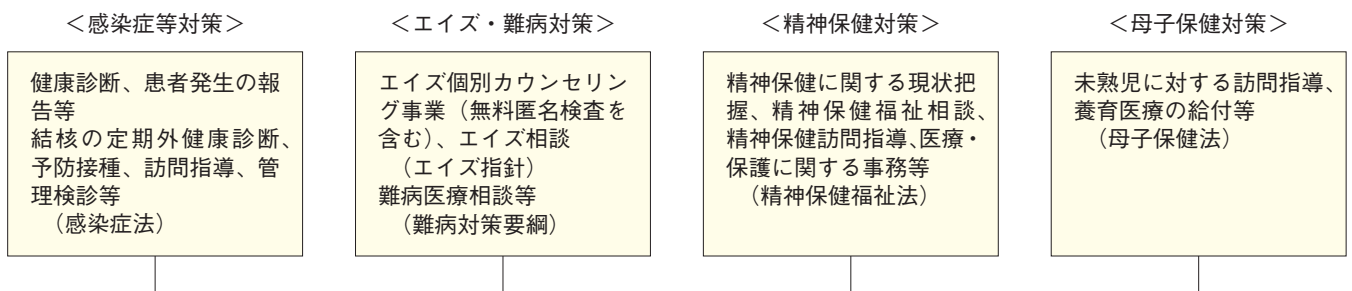 ＜感染症等対策＞
健康診断、患者発生の報
告等
結核の定期外健康診断、
予防接種、訪問指導、管
理検診等
（感染症法）
＜エイズ・難病対策＞
エイズ個別カウンセリン
グ事業（無料匿名検査を
含む）、エイズ相談
（エイズ指針）
難病医療相談等
（難病対策要綱）
＜精神保健対策＞
精神保健に関する現状把
握、精神保健福祉相談、
精神保健訪問指導、医療・
保護に関する事務等
（精神保健福祉法）
＜母子保健対策＞
未熟児に対する訪問指導、
養育医療の給付等
（母子保健法）